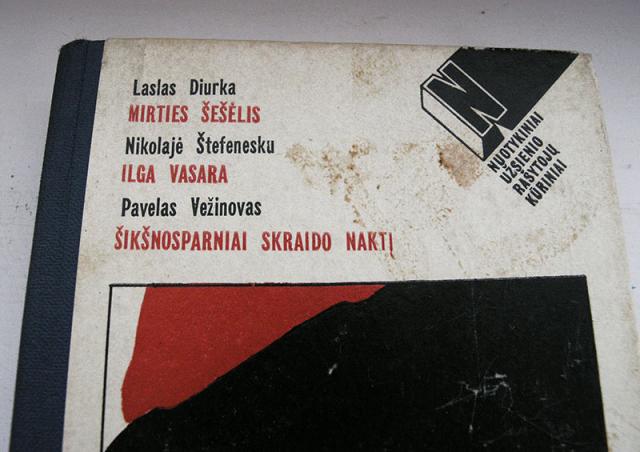 Laslas Diurka
MIRTIES ŠEŠĖLIS
Nikolajė Štefenesku
ILGA VASARA
Pavelas Vežinovas
ŠIKŠNOSPARNIAI SKRAIDO NAKTĮ
N
NUOTYKINIAI
UŽSIENIO
RAŠYTOJŲ
KŪRINIAI